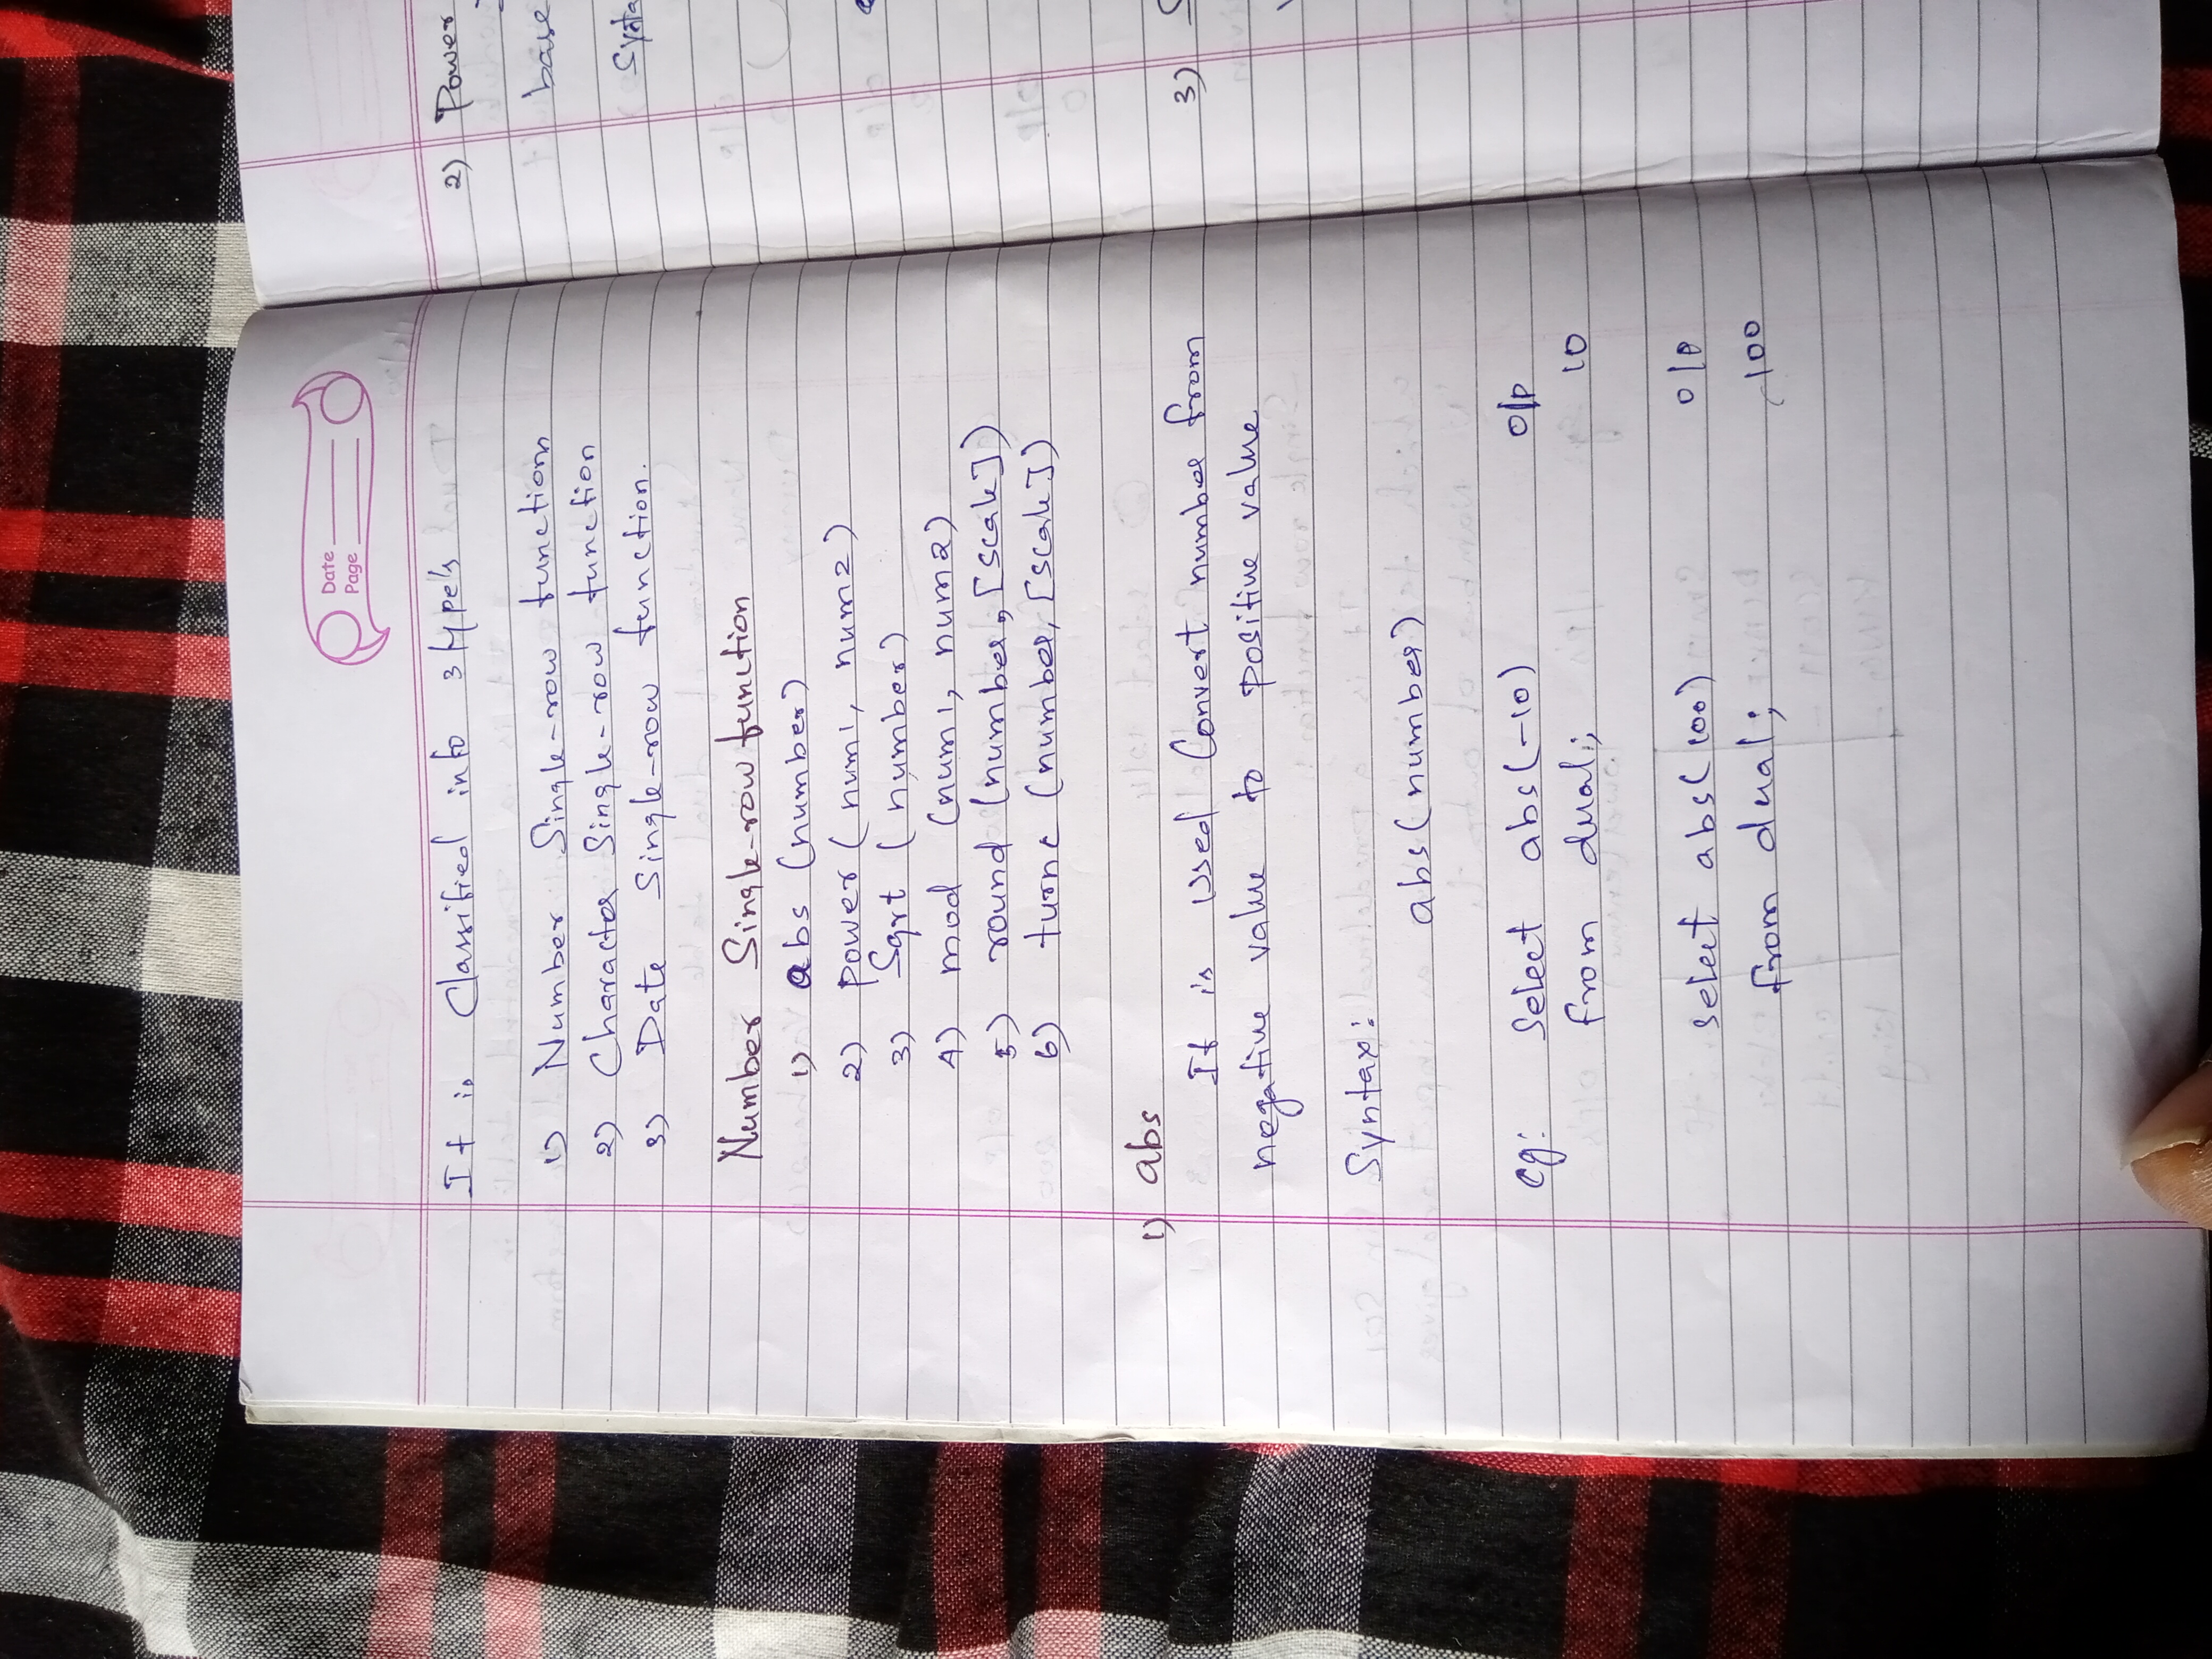 Date
Page
It is Classified into 3 types
1) Number Single-row function
2) Character Single-row function
3) Date Single-row function.
Number Single-row function
1) abs (number)
2) power (num1, num2)
3) Sqrt (number)
4) mod (num1, num2)
5) round (number, [scale])
6) turnc (number, [scale])
1) abs
It is Used Convert number from
negative value to positive value
Syntax:
abs(number)
eg: Select abs(-10) o/p
from dual; 10
select abs(100) o/p
from dual; 100
2) Power
base
Synta
3)